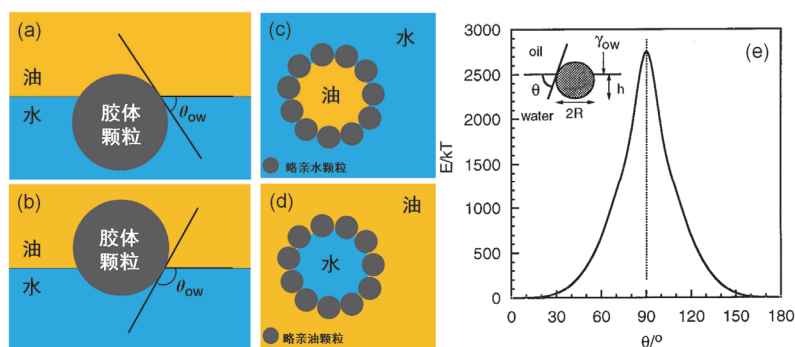 (a)
油
水
胶体
颗粒
θow
(b)
胶体
颗粒
油
水
θow
(c)
水
油
略亲水颗粒
(d)
油
水
略亲油颗粒
(e)
3000
2500
2000
1500
1000
500
0
E/kT
oil
γow
θ
h
water
2R
0 30 60 90 120 150 180
θ/º